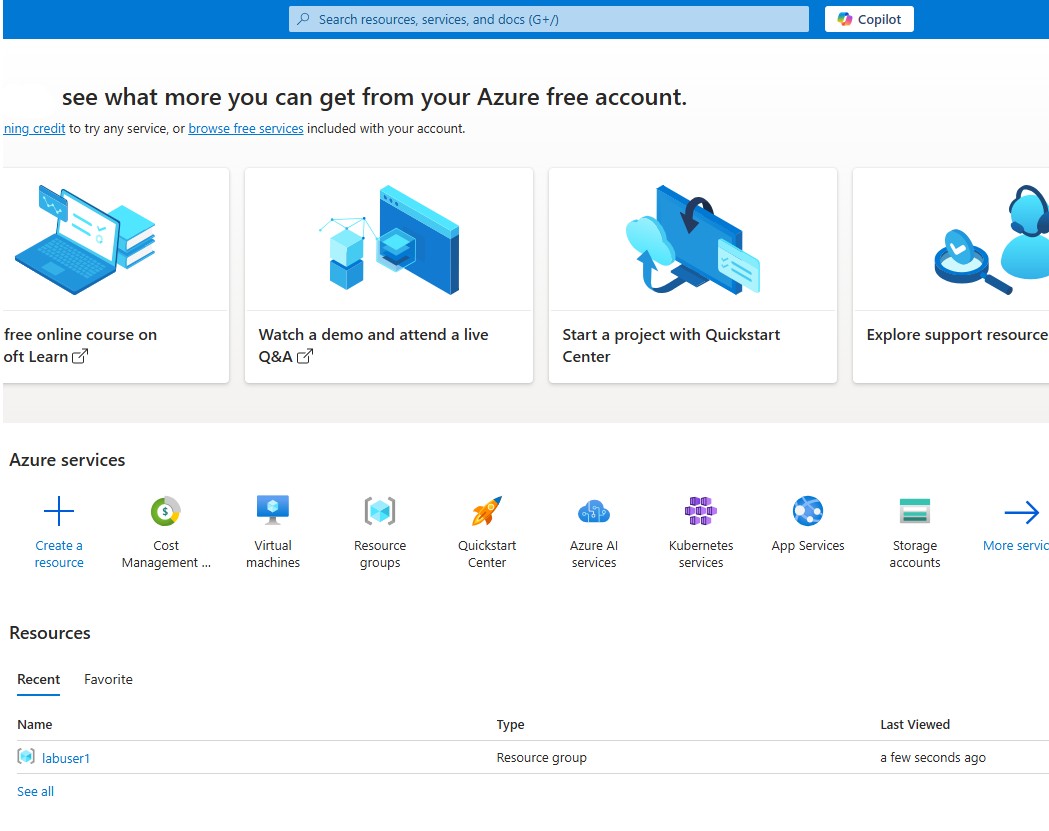 Search resources, services, and docs (G+/)
Copilot
see what more you can get from your Azure free account.
ning credit to try any service, or browse free services included with your account.
free online course on
oft Learn
Watch a demo and attend a live
Q&A
Start a project with Quickstart
Center
Explore support resource
Azure services
Create a
resource
Cost
Management ...
Virtual
machines
Resource
groups
Quickstart
Center
Azure AI
services
Kubernetes
services
App Services
Storage
accounts
More servic
Resources
Recent Favorite
Name Type Last Viewed
labuser1 Resource group a few seconds ago
See all